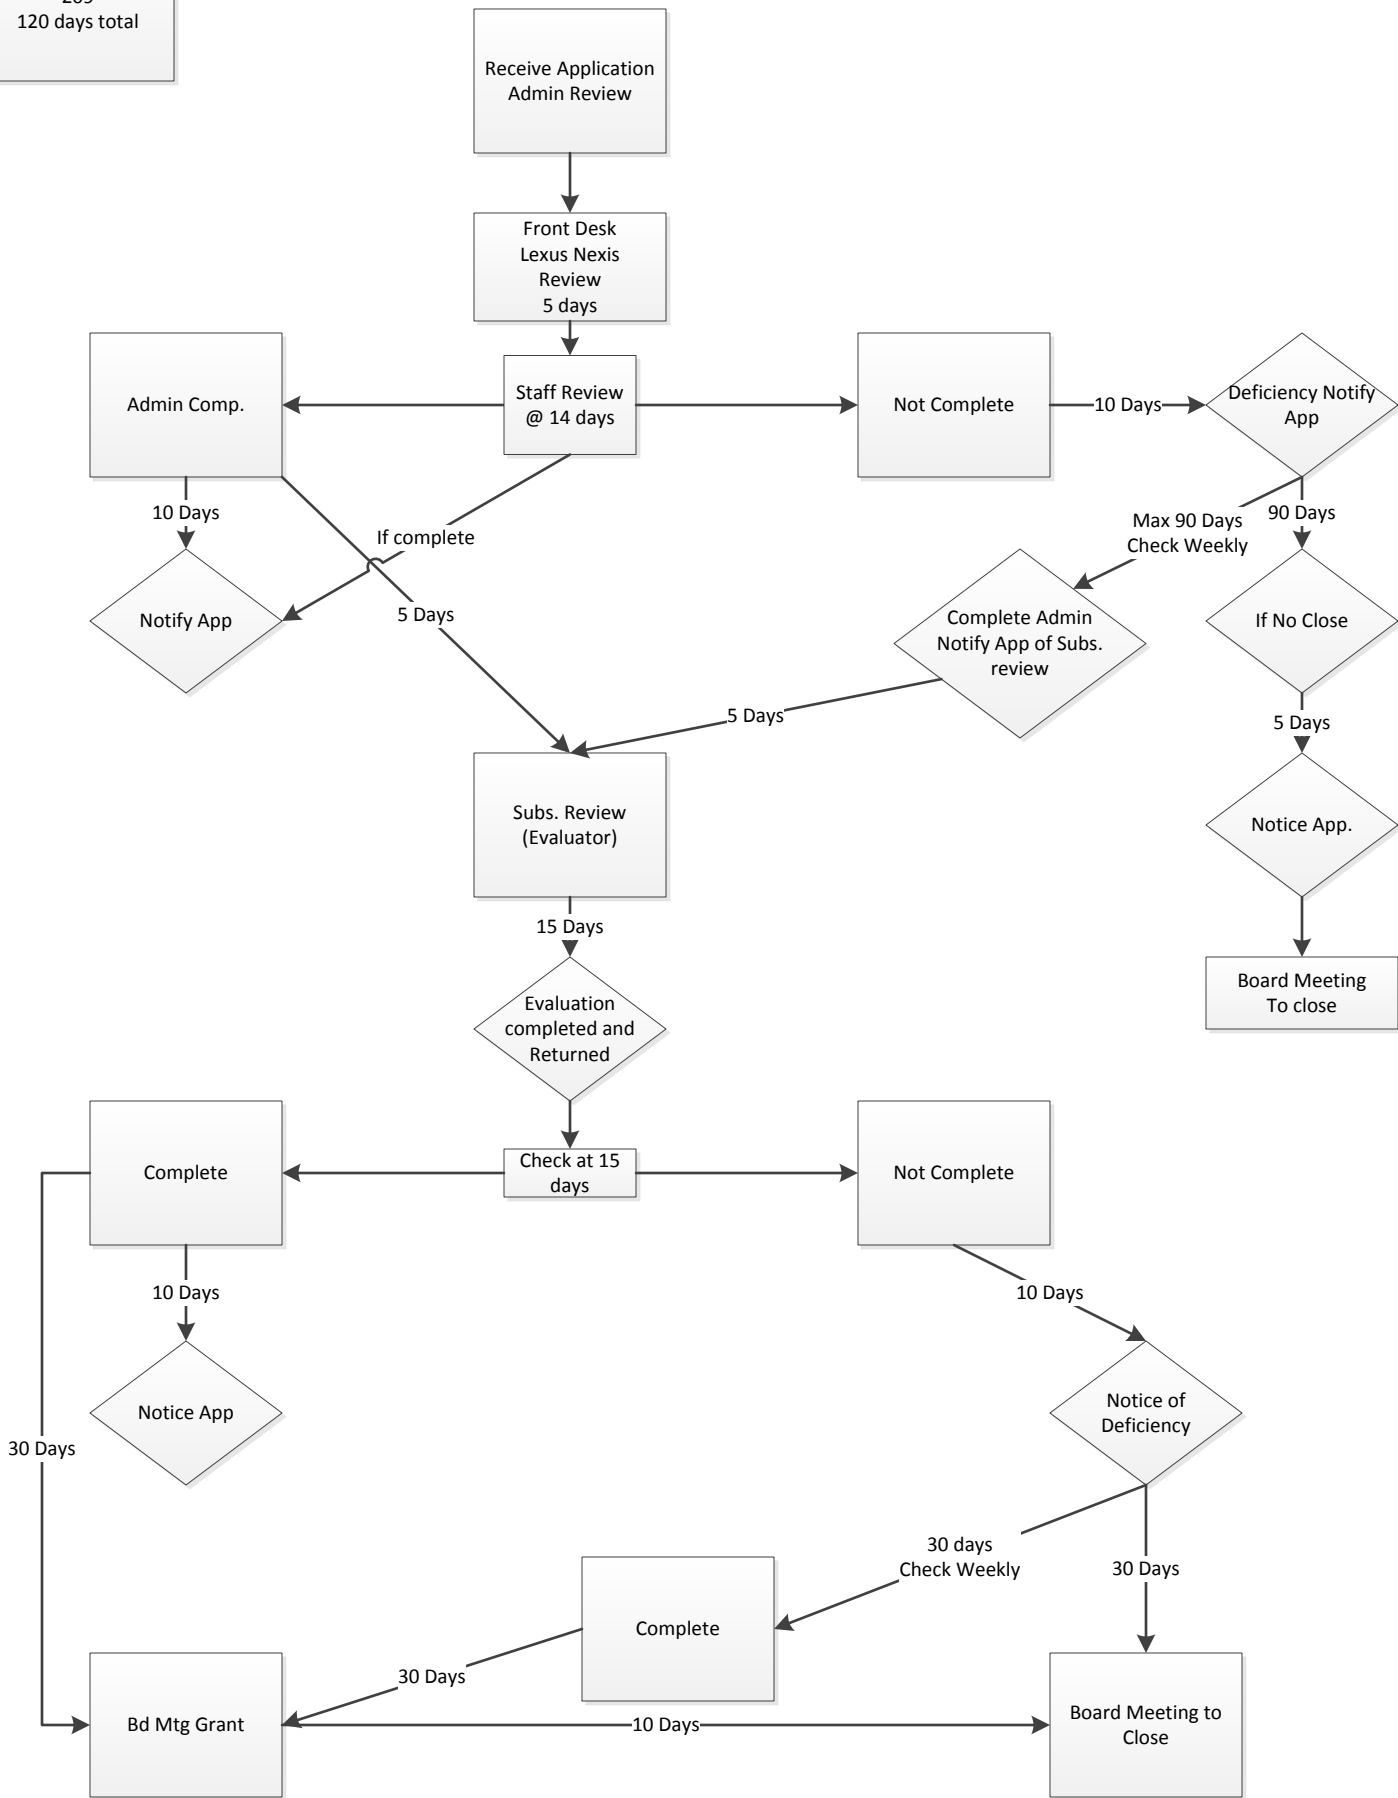 120 days total
Receive Application
Admin Review
Front Desk
Lexus Nexis
Review
5 days
Admin Comp.
Staff Review
@ 14 days
Not Complete
10 Days
Deficiency Notify
App
10 Days
If complete
Max 90 Days
Check Weekly
90 Days
Notify App
5 Days
Complete Admin
Notify App of Subs.
review
If No Close
5 Days
5 Days
Subs. Review
(Evaluator)
Notice App.
15 Days
Board Meeting
To close
Evaluation
completed and
Returned
Complete
Check at 15
days
Not Complete
10 Days
10 Days
Notice App
Notice of
Deficiency
30 Days
30 days
Check Weekly
30 Days
Complete
30 Days
Bd Mtg Grant
10 Days
Board Meeting to
Close